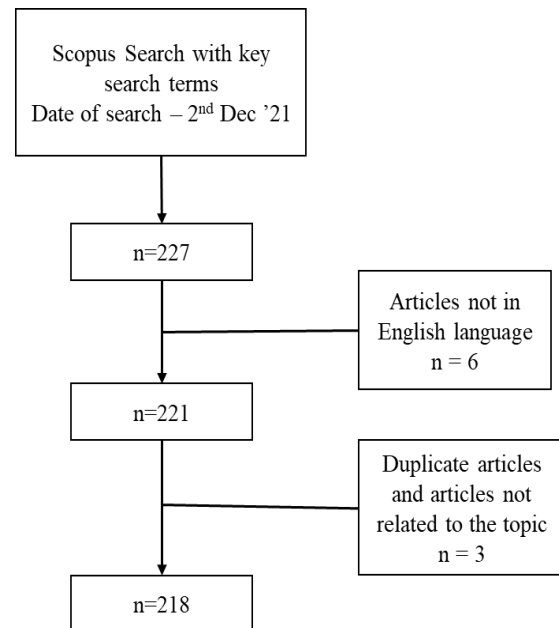 Scopus Search with key
search terms
Date of search – 2nd Dec ’21
n=227
Articles not in
English language
n = 6
n=221
Duplicate articles
and articles not
related to the topic
n = 3
n=218